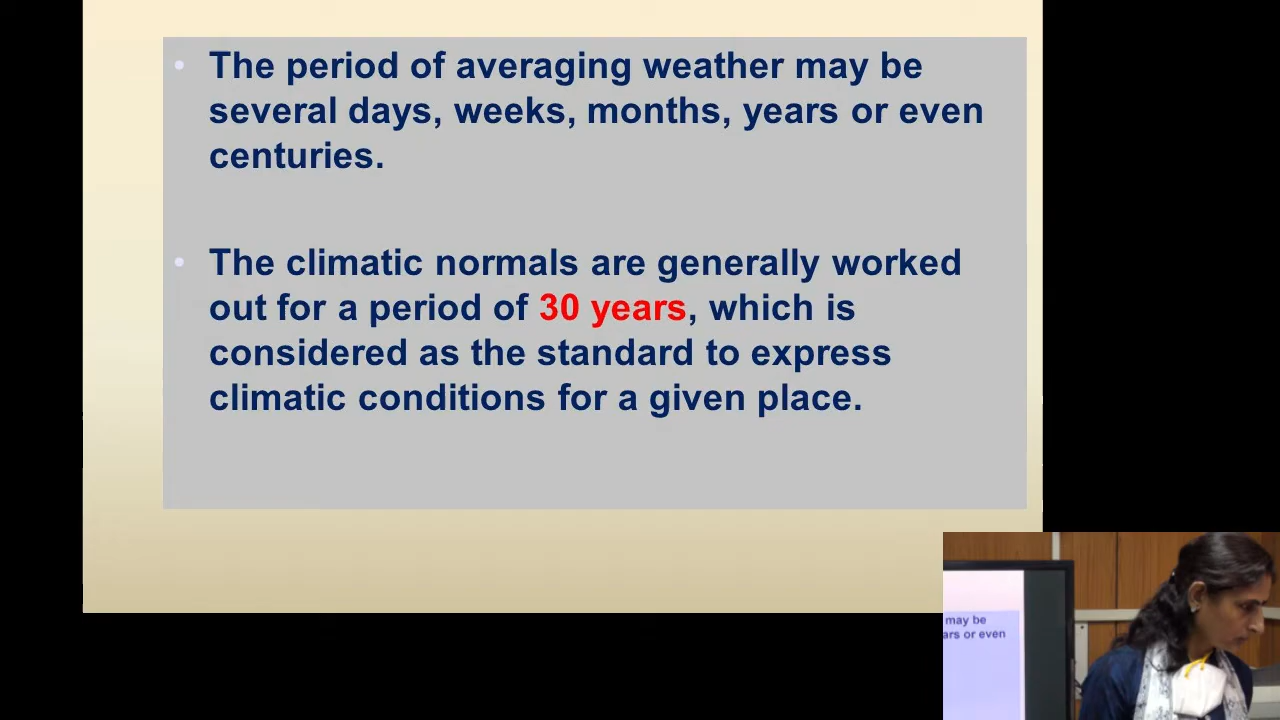 • The period of averaging weather may be
several days, weeks, months, years or even
centuries.
• The climatic normals are generally worked
out for a period of 30 years, which is
considered as the standard to express
climatic conditions for a given place.
may be
ars or even